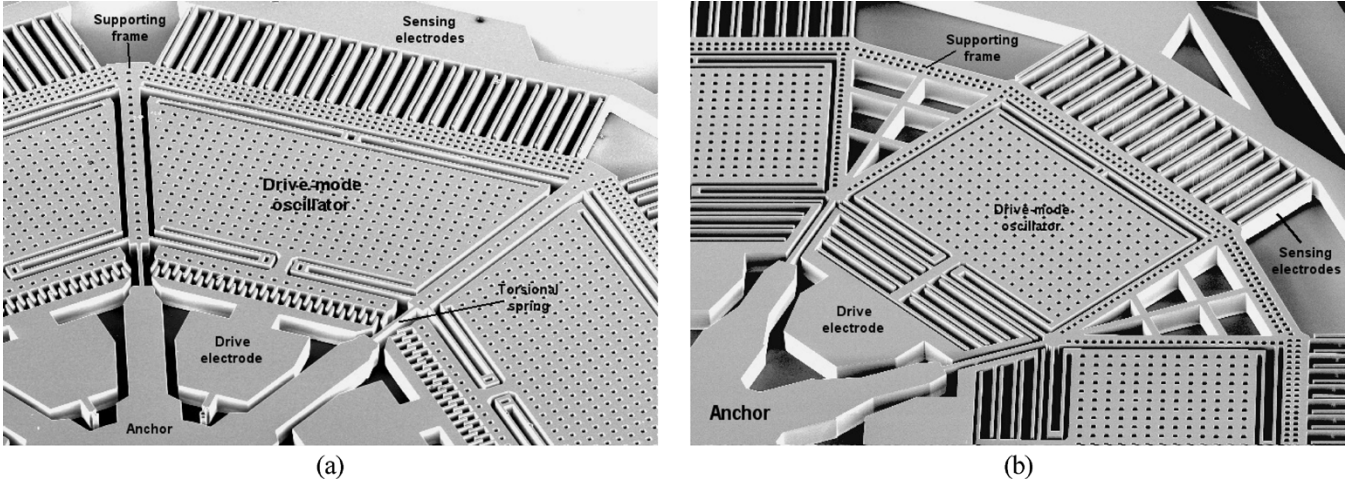 Supporting
frame
Sensing
electrodes
Drive-mode
oscillator
Torsional
spring
Drive
electrode
Anchor
(a)
Supporting
frame
Drive-mode
oscillator
Sensing
electrodes
Drive
electrode
Anchor
(b)